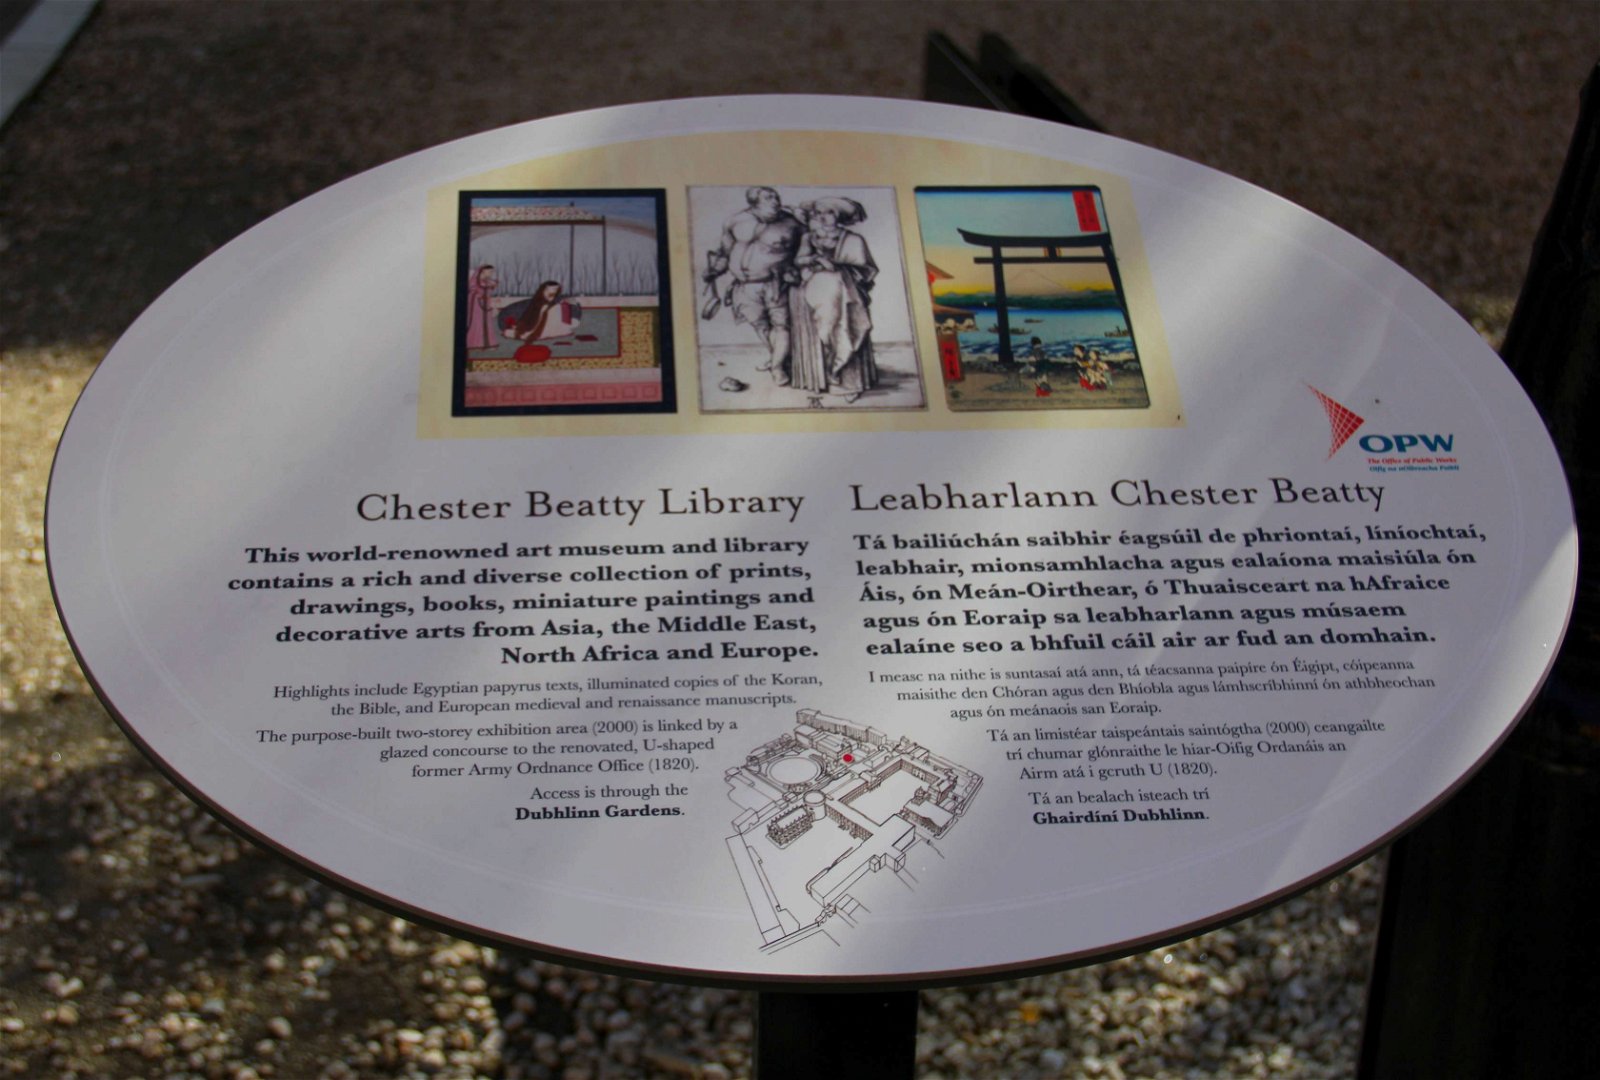 OPW
The Office of Public Works
Oifig na nOibreacha Poiblí
Chester Beatty Library
This world-renowned art museum and library
contains a rich and diverse collection of prints,
drawings, books, miniature paintings and
decorative arts from Asia, the Middle East,
North Africa and Europe.
Highlights include Egyptian papyrus texts, illuminated copies of the Koran,
the Bible, and European medieval and renaissance manuscripts.
The purpose-built two-storey exhibition area (2000) is linked by a
glazed concourse to the renovated, U-shaped
former Army Ordnance Office (1820).
Access is through the
Dubhlinn Gardens.
Leabharlann Chester Beatty
Tá bailiúchán saibhir éagsúil de phriontaí, líníochtaí,
leabhair, mionsamhlacha agus ealaíona maisiúla ón
Áis, ón Meán-Oirthear, ó Thuaisceart na hAfraice
agus ón Eoraip sa leabharlann agus músaem
ealaíne seo a bhfuil cáil air ar fud an domhain.
I measc na nithe is suntasaí atá ann, tá téacsanna paipíre ón Éigipt, cóipeanna
maisithe den Chóran agus den Bhíobla agus lámhscríbhinní ón athbheochan
agus ón meánaois san Eoraip.
Tá an limistéar taispeántais saintógtha (2000) ceangailte
trí chumar glónraithe le hiar-Oifig Ordanáis an
Airm atá i gcruth U (1820).
Tá an bealach isteach trí
Ghairdíní Dubhlinn.